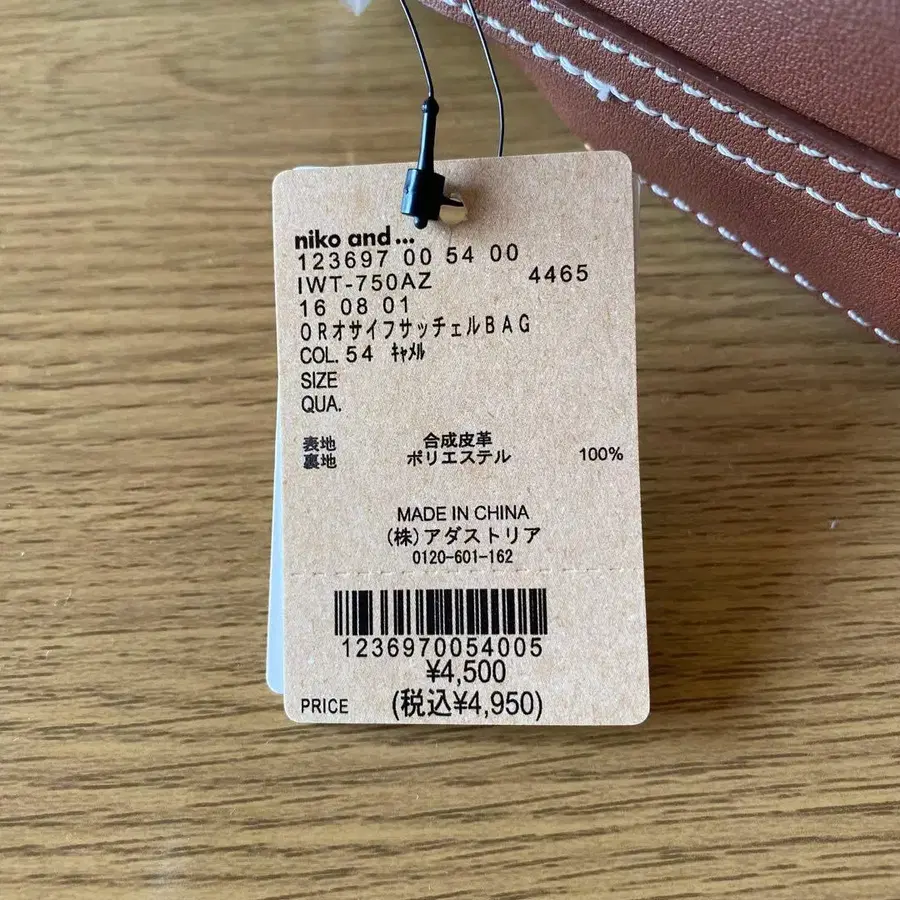 niko and ...
123697 00 54 00
IWT-750AZ 4465
16 08 01
ORオサイフサッチェルBAG
COL. 54 ｷｬﾒﾙ
SIZE
QUA.
表地 合成皮革
裏地 ポリエステル 100%
MADE IN CHINA
(株)アダストリア
0120-601-162
1236970054005
¥4,500
PRICE (税込¥4,950)